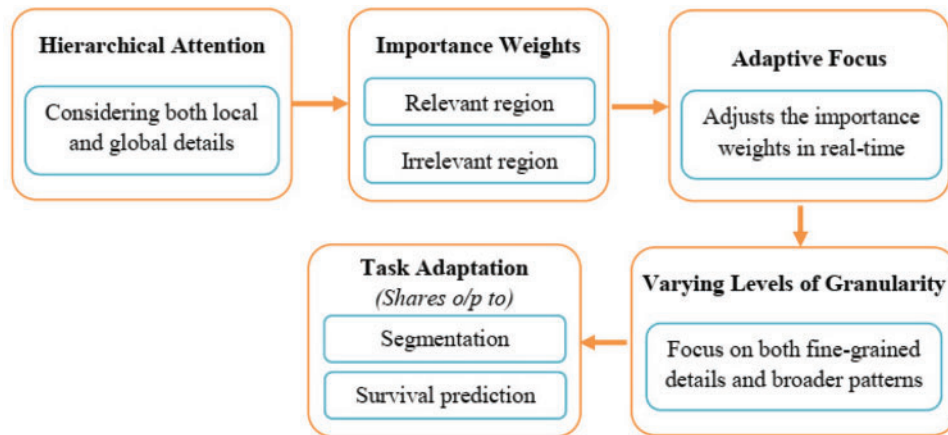 Hierarchical Attention
Considering both local
and global details
Importance Weights
Relevant region
Irrelevant region
Adaptive Focus
Adjusts the importance
weights in real-time
Varying Levels of Granularity
Focus on both fine-grained
details and broader patterns
Task Adaptation
(Shares o/p to)
Segmentation
Survival prediction